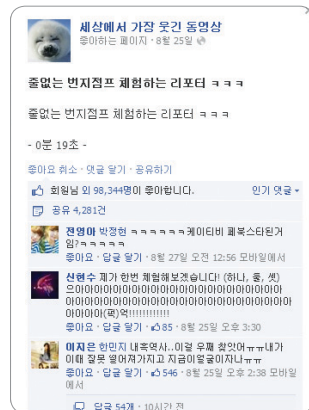 세상에서 가장 웃긴 동영상
좋아하는 페이지 · 8월 25일
줄없는 번지점프 체험하는 리포터 ㅋㅋㅋ
줄없는 번지점프 체험하는 리포터 ㅋㅋㅋ
- 0분 19초 -
좋아요 취소 · 댓글 달기 · 공유하기
회원님 외 98,344명이 좋아합니다.
인기 댓글
공유 4,281건
전영아 박정현 ㅋㅋㅋㅋㅋㅋ케이티비 페북스타된거
임?ㅋㅋㅋㅋㅋ
좋아요 · 답글 달기 · 8월 27일 오전 12:56 모바일에서
신현수 제가 한번 체험해보겠습니다! (하나, 둘, 셋)
으아아아아아아아아아아아아아아아아아아아아
아아아아아아아아아아아아아아아아아아아아아
아아아아(퍽)억!!!!!!!!!!!!
좋아요 · 답글 달기 · 85 · 8월 25일 오후 3:30
이지은 한민지 내흑역사..이걸 우째 찾앗어ㅠㅠ내가
이때 잘못 떨어져가지고 지금이얼굴이자나ㅠㅠ
좋아요 · 답글 달기 · 546 · 8월 25일 오후 2:38 모바일
에서
답글 54개 · 10시간 전